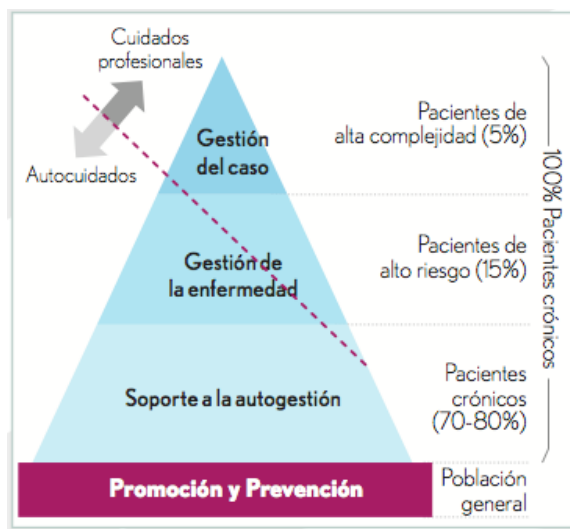 Cuidados
profesionales
Autocuidados
Gestión
del caso
Pacientes de
alta complejidad (5%)
Gestión de
la enfermedad
Pacientes de
alto riesgo (15%)
Soporte a la autogestión
Pacientes
crónicos
(70-80%)
100% Pacientes crónicos
Promoción y Prevención
Población
general